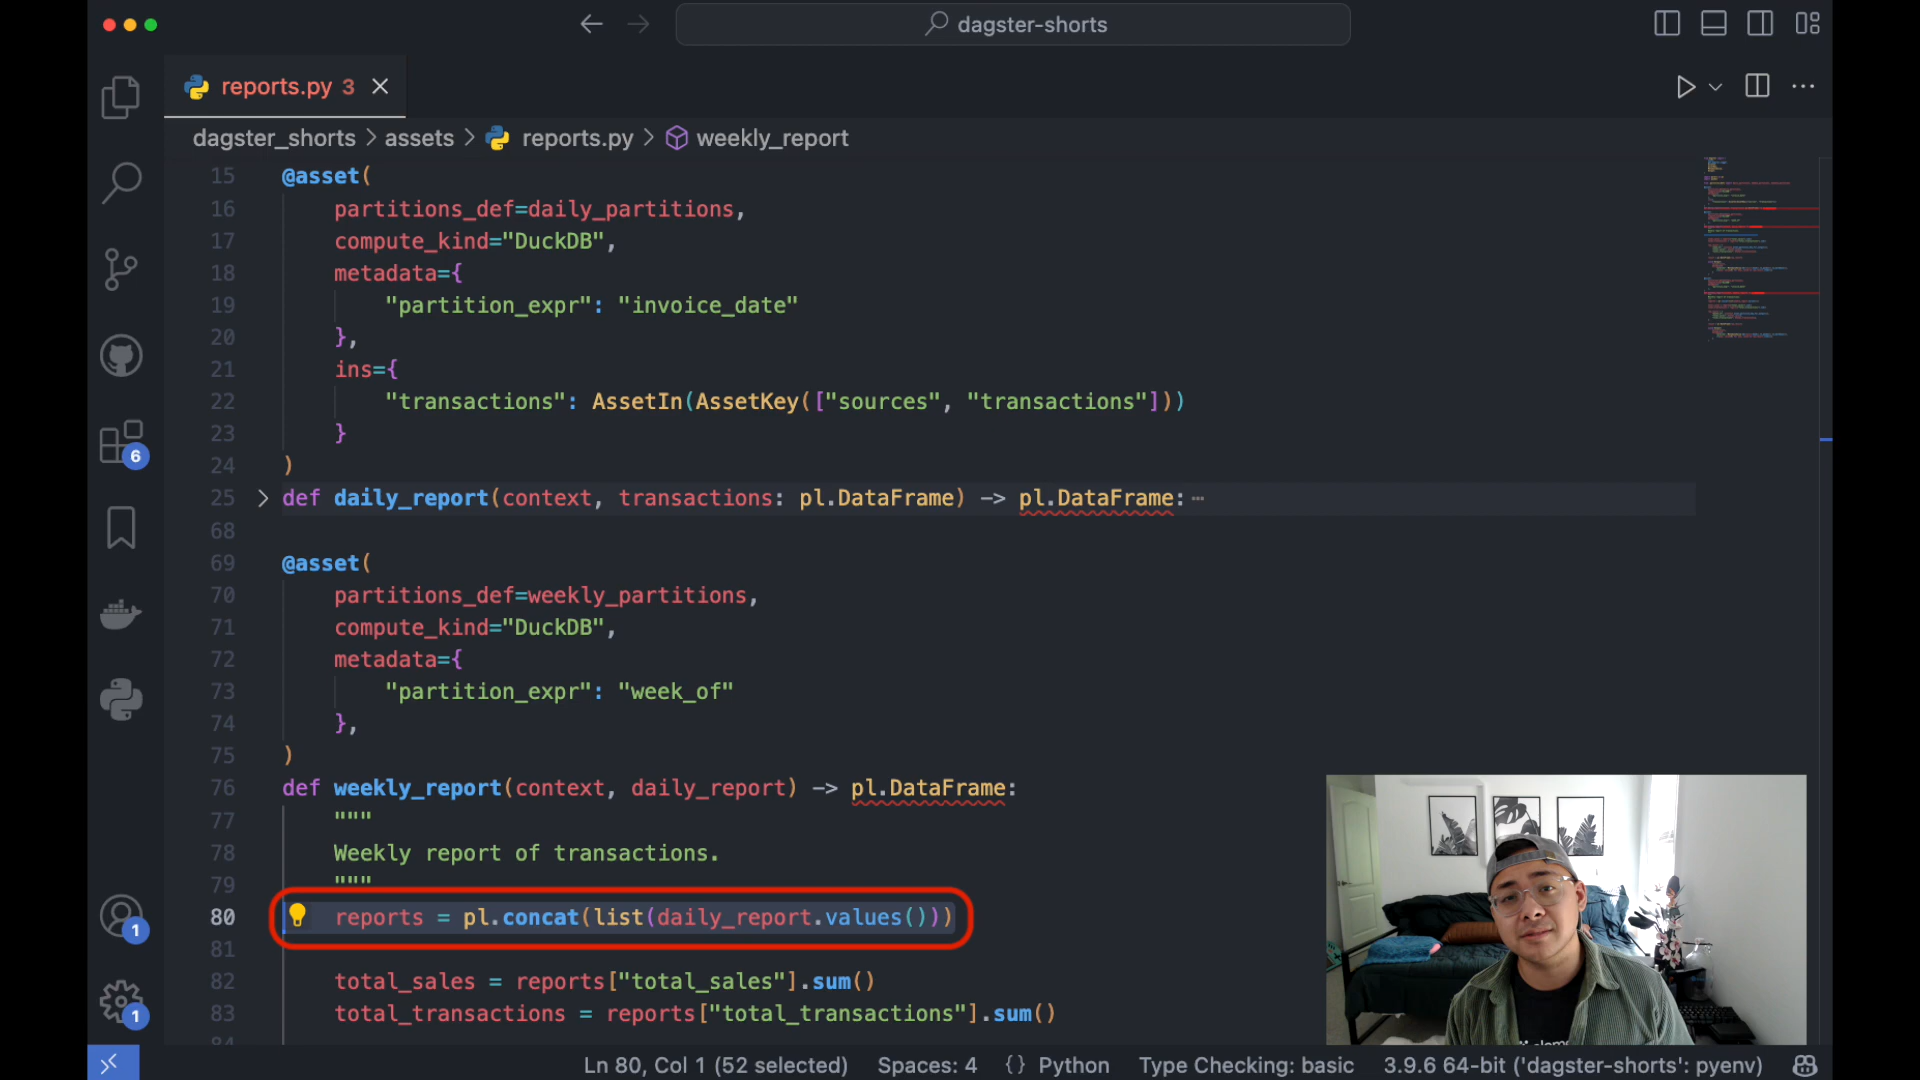 dagster-shorts
reports.py 3
dagster_shorts > assets > reports.py > weekly_report
15 @asset(
16 partitions_def=daily_partitions,
17 compute_kind="DuckDB",
18 metadata={
19 "partition_expr": "invoice_date"
20 },
21 ins={
22 "transactions": AssetIn(AssetKey(["sources", "transactions"]))
23 }
24 )
25 def daily_report(context, transactions: pl.DataFrame) -> pl.DataFrame:⋯
68
69 @asset(
70 partitions_def=weekly_partitions,
71 compute_kind="DuckDB",
72 metadata={
73 "partition_expr": "week_of"
74 },
75 )
76 def weekly_report(context, daily_report) -> pl.DataFrame:
77 """
78 Weekly report of transactions.
79 """
80 reports = pl.concat(list(daily_report.values()))
81
82 total_sales = reports["total_sales"].sum()
83 total_transactions = reports["total_transactions"].sum()
84
6
1
1
Ln 80, Col 1 (52 selected) Spaces: 4 {} Python Type Checking: basic 3.9.6 64-bit ('dagster-shorts': pyenv)